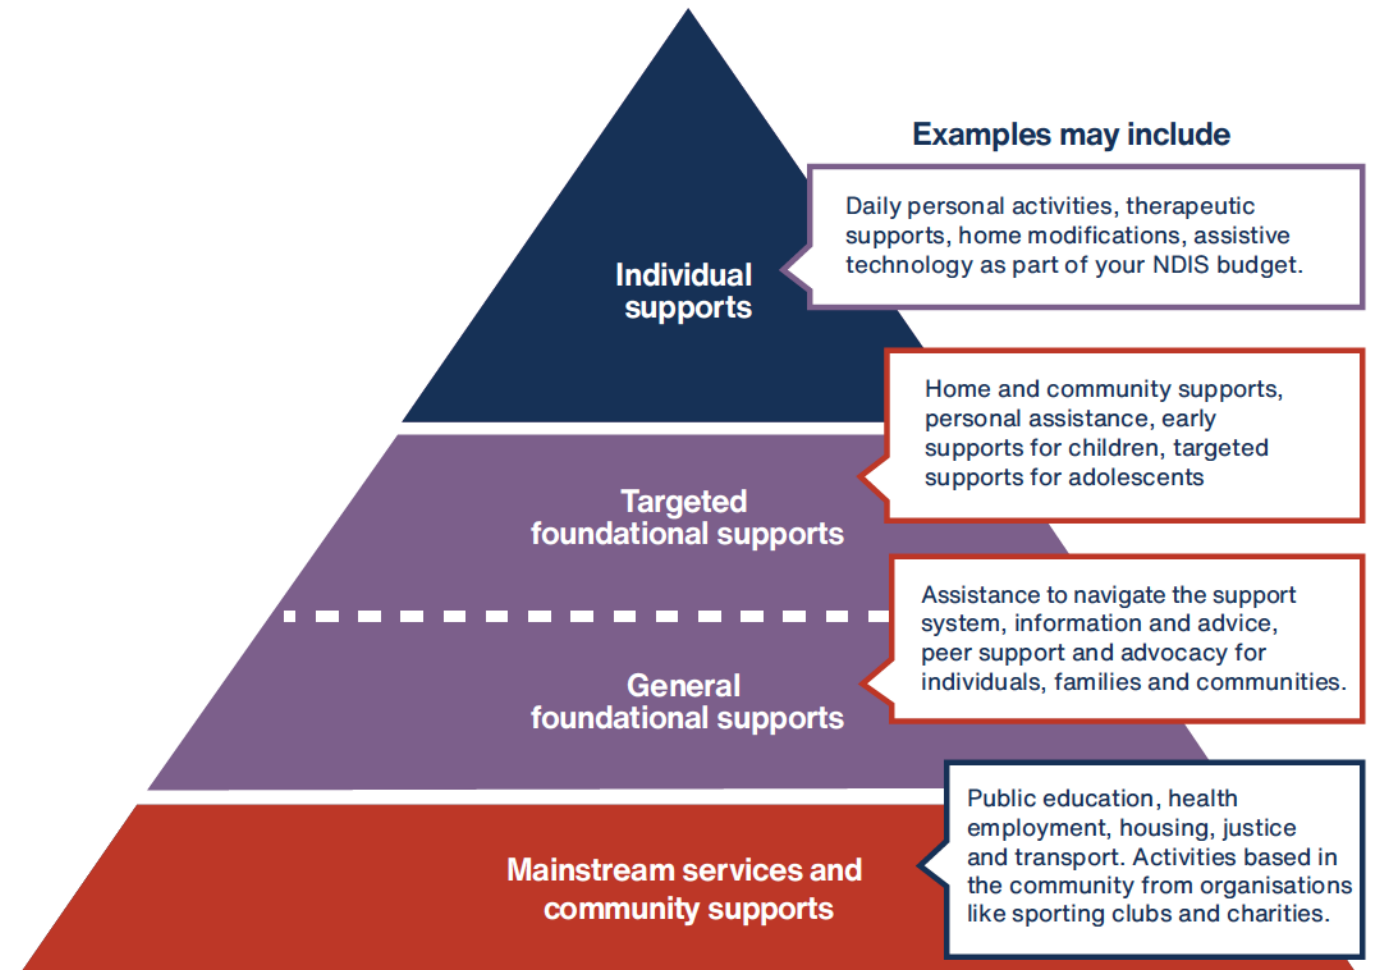 Examples may include
Daily personal activities, therapeutic
supports, home modifications, assistive
technology as part of your NDIS budget.
Individual
supports
Home and community supports,
personal assistance, early
supports for children, targeted
supports for adolescents
Targeted
foundational supports
Assistance to navigate the support
system, information and advice,
peer support and advocacy for
individuals, families and communities.
General
foundational supports
Public education, health
employment, housing, justice
and transport. Activities based in
the community from organisations
like sporting clubs and charities.
Mainstream services and
community supports